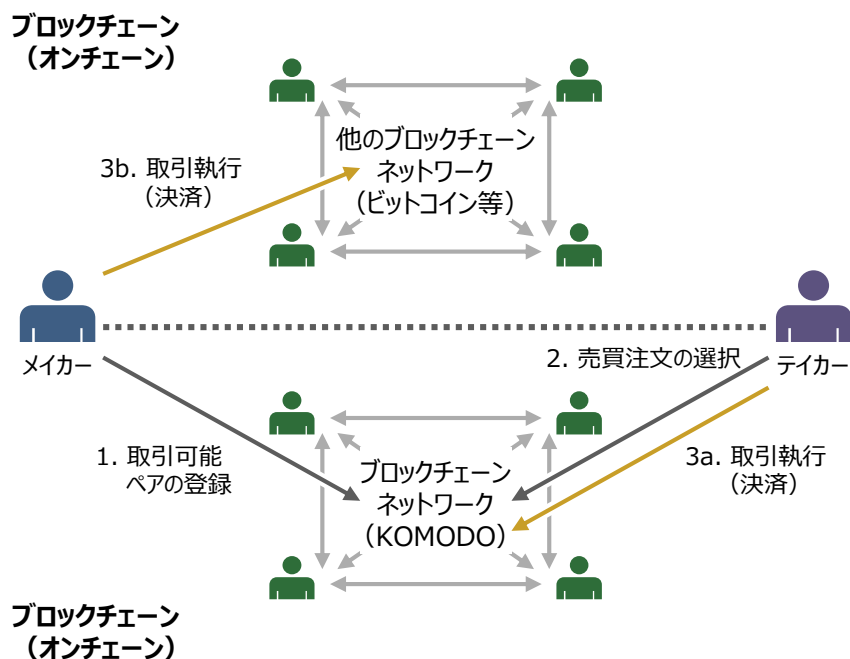 ブロックチェーン
（オンチェーン）
他のブロックチェーン
ネットワーク
（ビットコイン等）
3b. 取引執行
（決済）
メイカー
2. 売買注文の選択
テイカー
1. 取引可能
ペアの登録
ブロックチェーン
ネットワーク
（KOMODO）
3a. 取引執行
（決済）
ブロックチェーン
（オンチェーン）